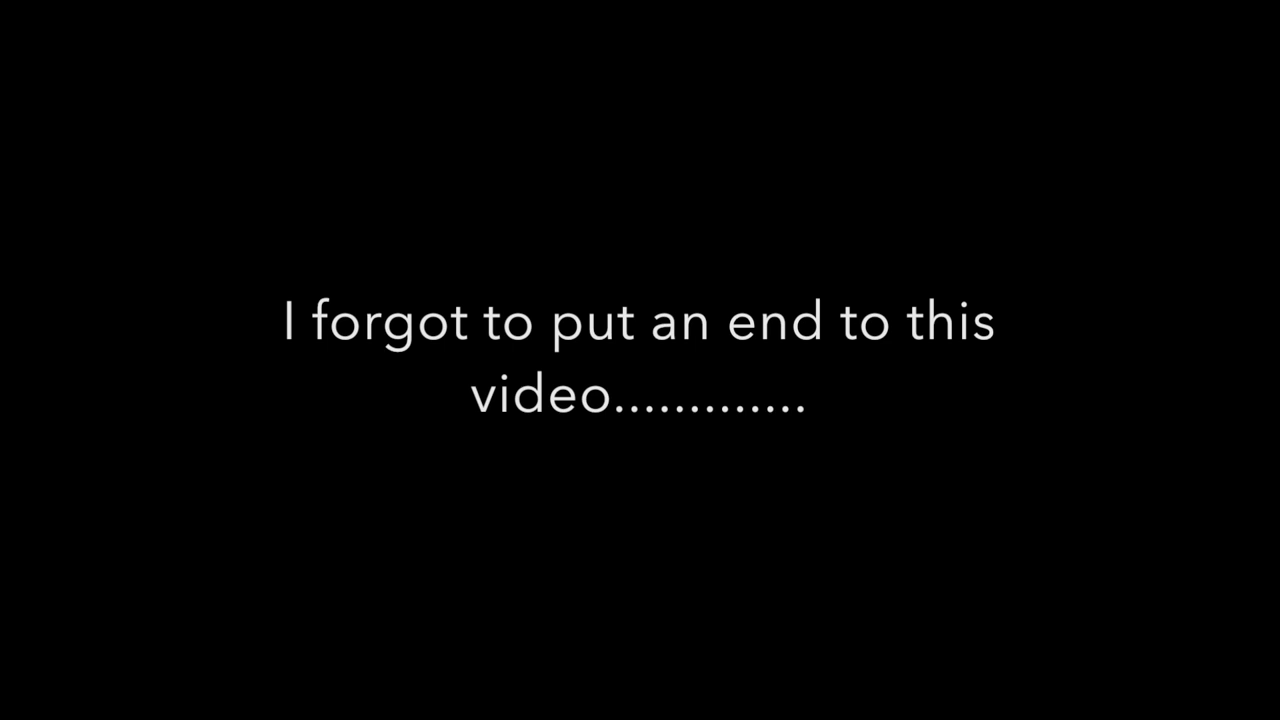 I forgot to put an end to this
video.............